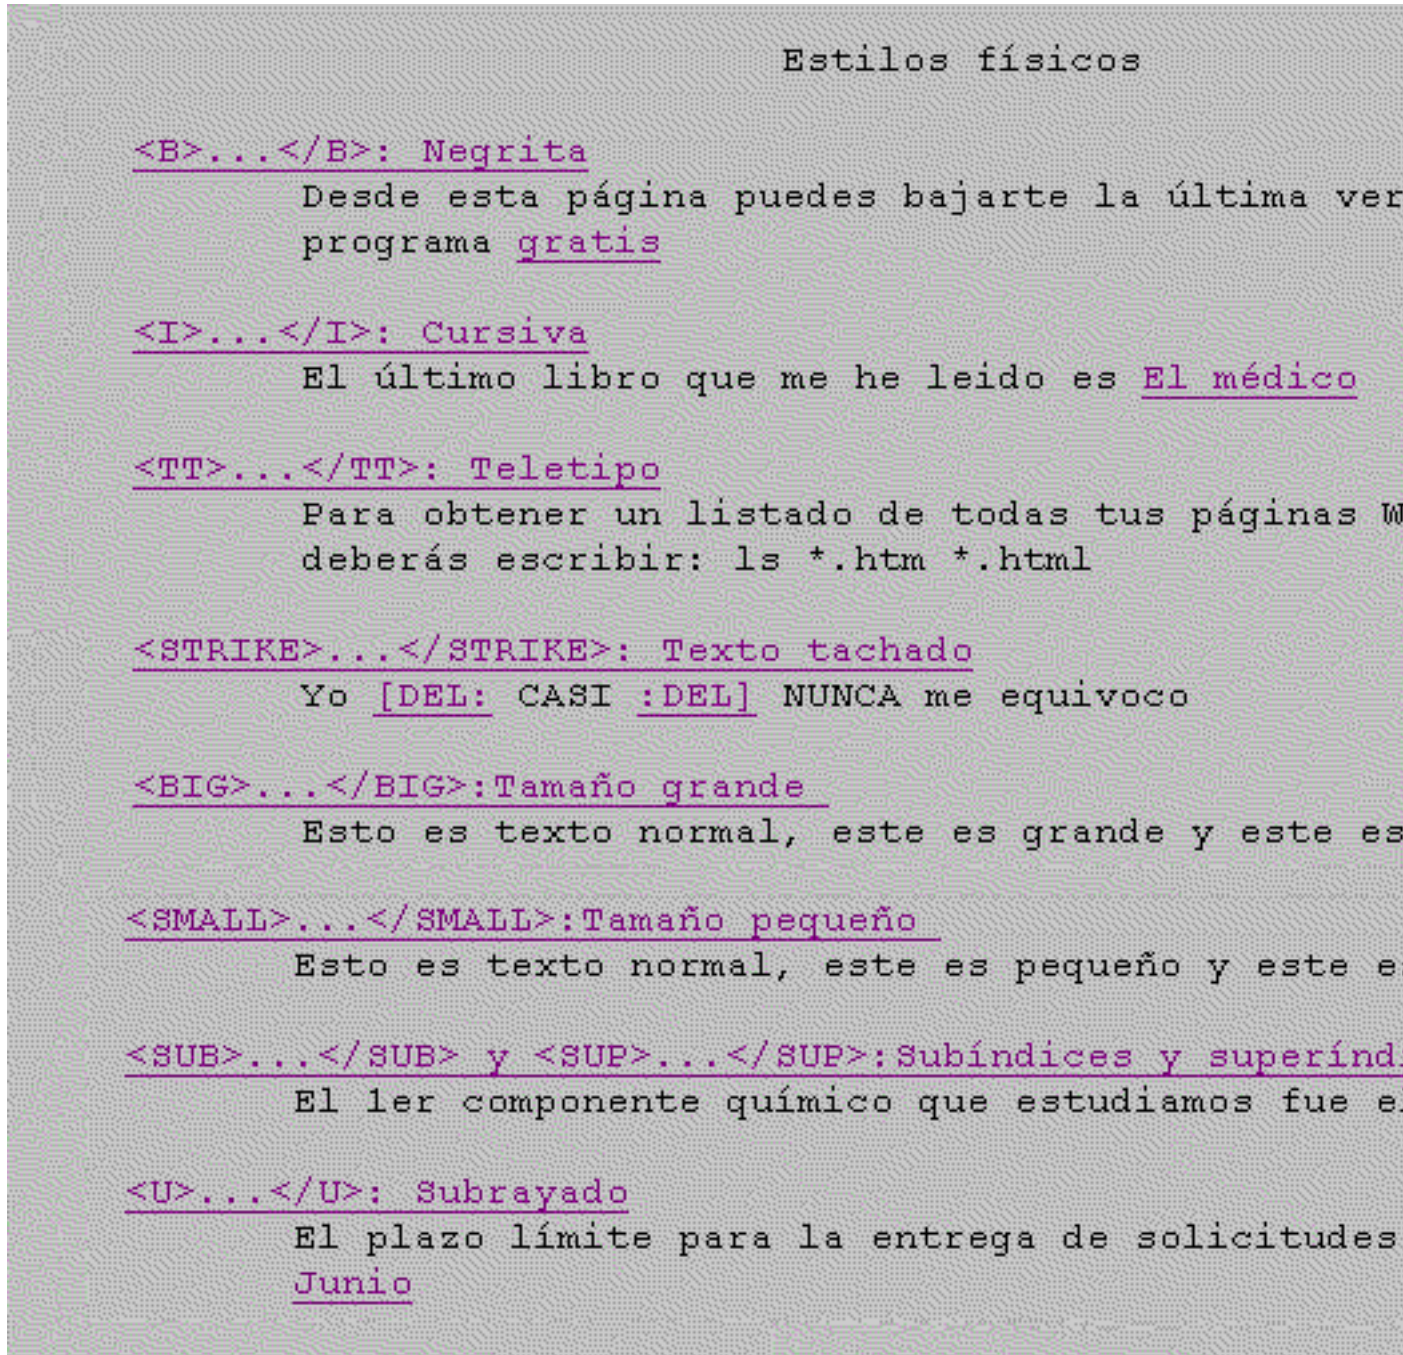 Estilos físicos
<B>...</B>: Negrita
Desde esta página puedes bajarte la última ver
programa gratis
<I>...</I>: Cursiva
El último libro que me he leido es El médico
<TT>...</TT>: Teletipo
Para obtener un listado de todas tus páginas W
deberás escribir: ls *.htm *.html
<STRIKE>...</STRIKE>: Texto tachado
Yo [DEL: CASI :DEL] NUNCA me equivoco
<BIG>...</BIG>:Tamaño grande
Esto es texto normal, este es grande y este es
<SMALL>...</SMALL>:Tamaño pequeño
Esto es texto normal, este es pequeño y este e
<SUB>...</SUB> y <SUP>...</SUP>:Subíndices y superínd
El 1er componente químico que estudiamos fue e
<U>...</U>: Subrayado
El plazo límite para la entrega de solicitudes
Junio